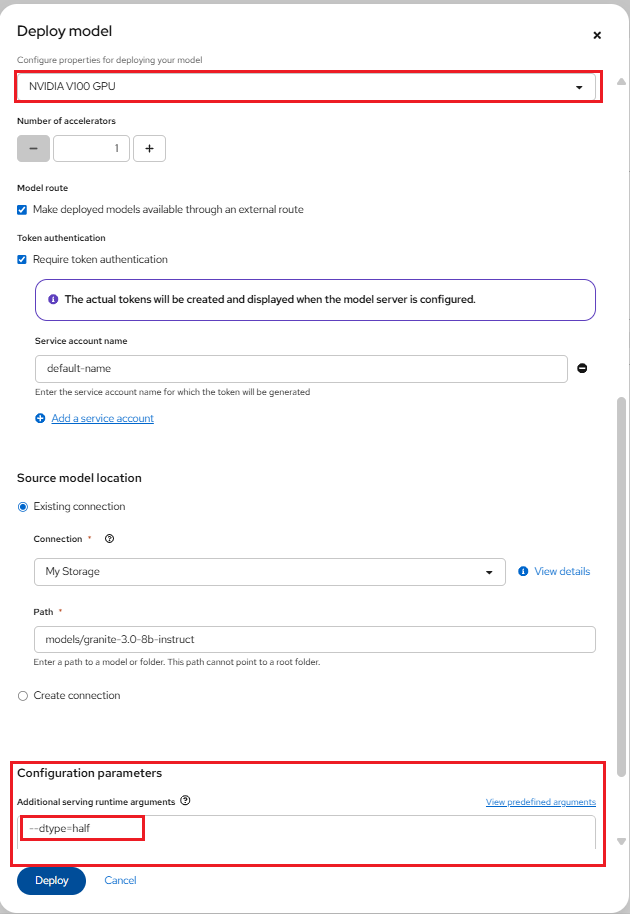 Deploy model
Configure properties for deploying your model
NVIDIA V100 GPU
Number of accelerators
1
Model route
Make deployed models available through an external route
Token authentication
Require token authentication
The actual tokens will be created and displayed when the model server is configured.
Service account name
default-name
Enter the service account name for which the token will be generated
Add a service account
Source model location
Existing connection
Connection *
My Storage
View details
Path *
models/granite-3.0-8b-instruct
Enter a path to a model or folder. This path cannot point to a root folder.
Create connection
Configuration parameters
Additional serving runtime arguments
View predefined arguments
--dtype=half
Deploy
Cancel